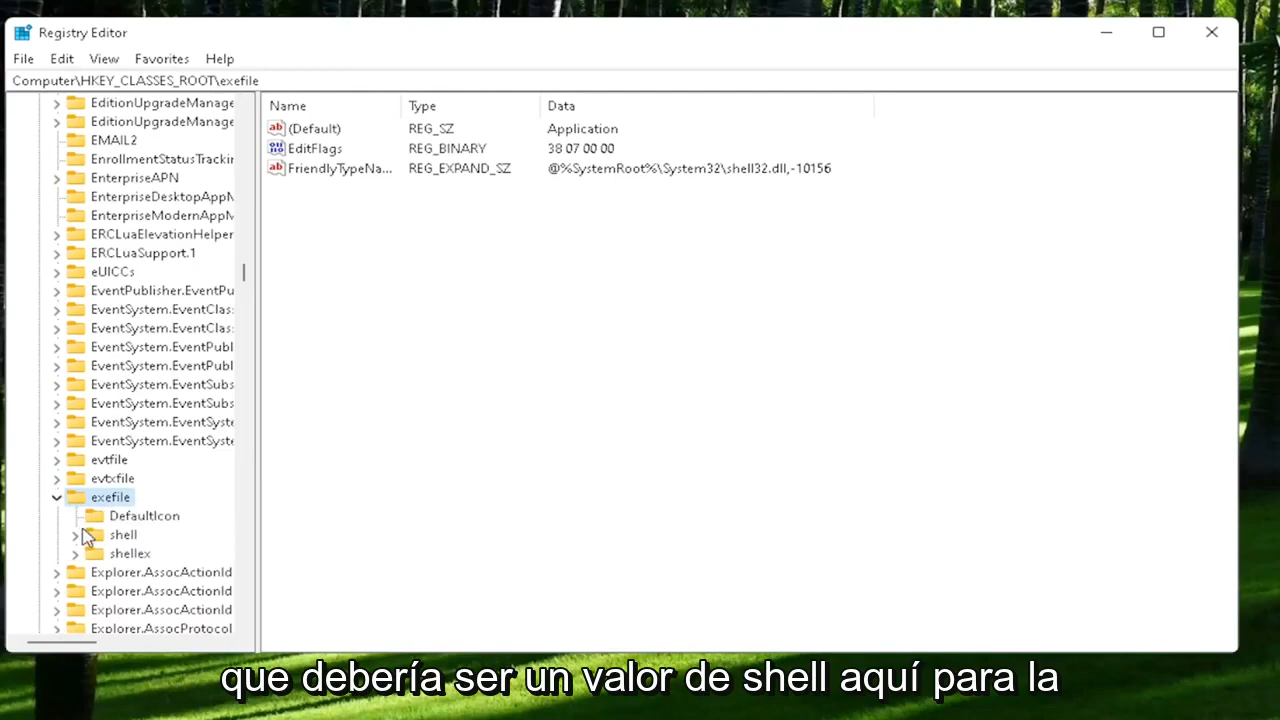 Registry Editor
File Edit View Favorites Help
Computer\HKEY_CLASSES_ROOT\exefile
EditionUpgradeManage
EditionUpgradeManage
EMAIL2
EnrollmentStatusTrackir
EnterpriseAPN
EnterpriseDesktopAppN
EnterpriseModernAppM
ERCLuaElevationHelper
ERCLuaSupport.1
eUICCs
EventPublisher.EventPu
EventSystem.EventClas
EventSystem.EventClas
EventSystem.EventPubl
EventSystem.EventPubl
EventSystem.EventSubs
EventSystem.EventSubs
EventSystem.EventSyste
EventSystem.EventSyste
evtfile
evtxfile
exefile
DefaultIcon
shell
shellex
Explorer.AssocActionId
Explorer.AssocActionId
Explorer.AssocActionId
Explorer.AssocProtocol
Name Type Data
(Default) REG_SZ Application
EditFlags REG_BINARY 38 07 00 00
FriendlyTypeNa... REG_EXPAND_SZ @%SystemRoot%\System32\shell32.dll,-10156
que debería ser un valor de shell aquí para la